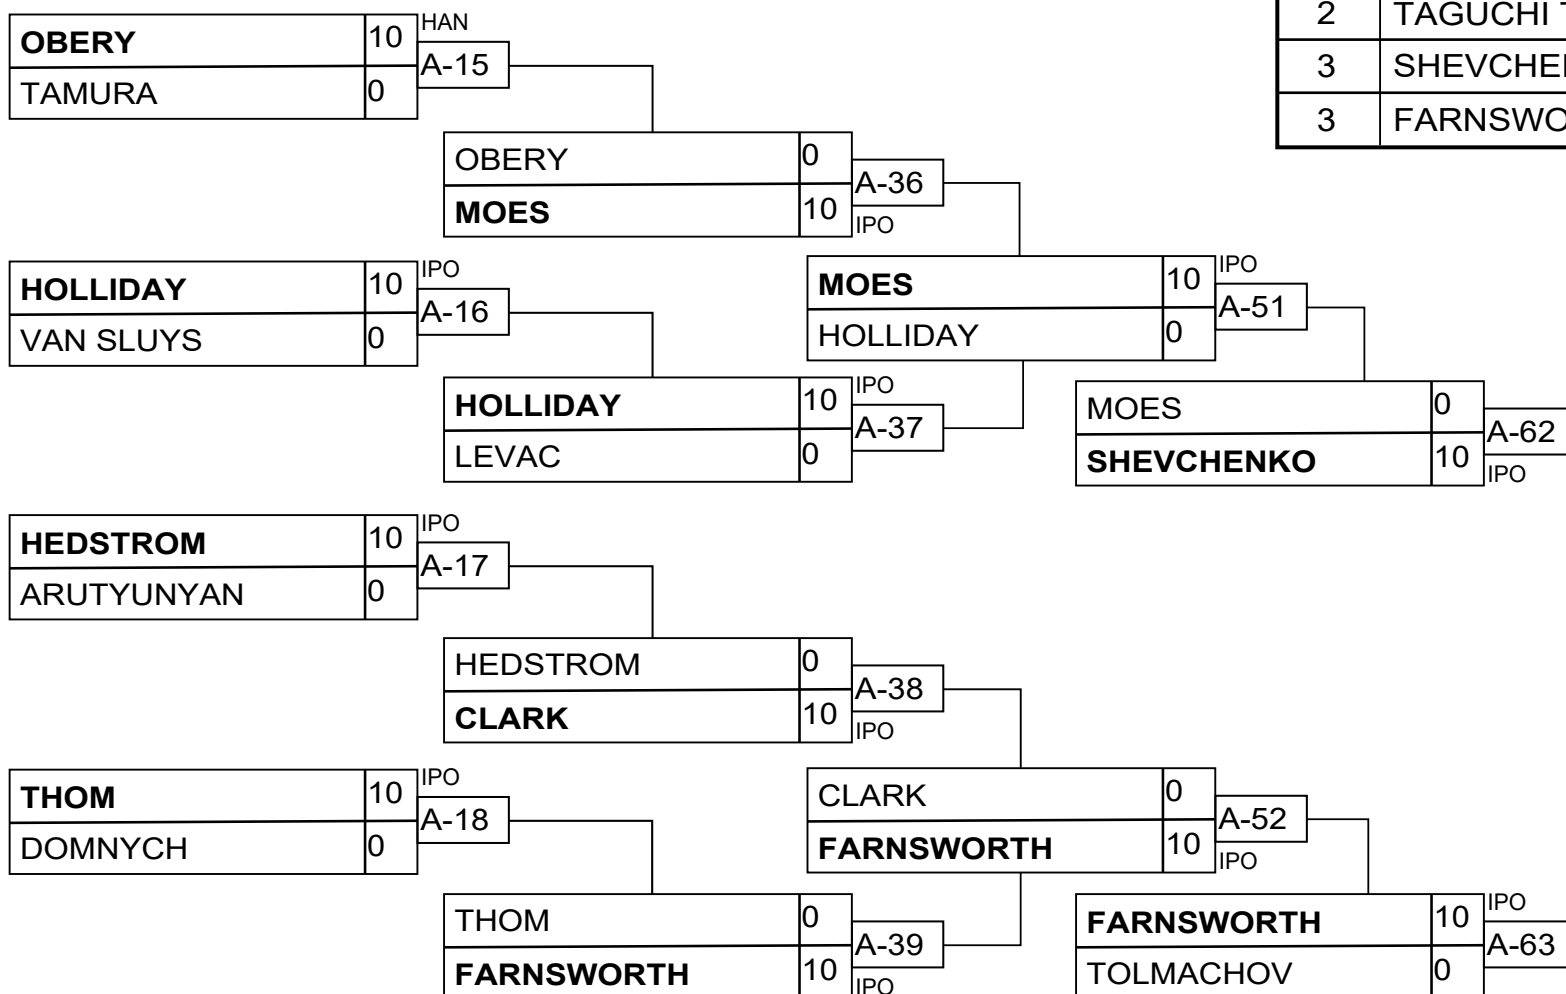 2 TAGUCHI
3
3
OBERY 10 HAN
A-15
TAMURA 0
OBERY 0
A-36
MOES 10 IPO
HOLLIDAY 10 IPO
A-16
VAN SLUYS 0
MOES 10 IPO
A-51
HOLLIDAY 0
HOLLIDAY 10 IPO
A-37
LEVAC 0
MOES 0
A-62
SHEVCHENKO 10 IPO
HEDSTROM 10 IPO
A-17
ARUTYUNYAN 0
HEDSTROM 0
A-38
CLARK 10 IPO
THOM 10 IPO
A-18
DOMNYCH 0
CLARK 0
A-52
FARNSWORTH 10 IPO
THOM 0
A-39
FARNSWORTH 10 IPO
FARNSWORTH 10 IPO
A-63
TOLMACHOV 0